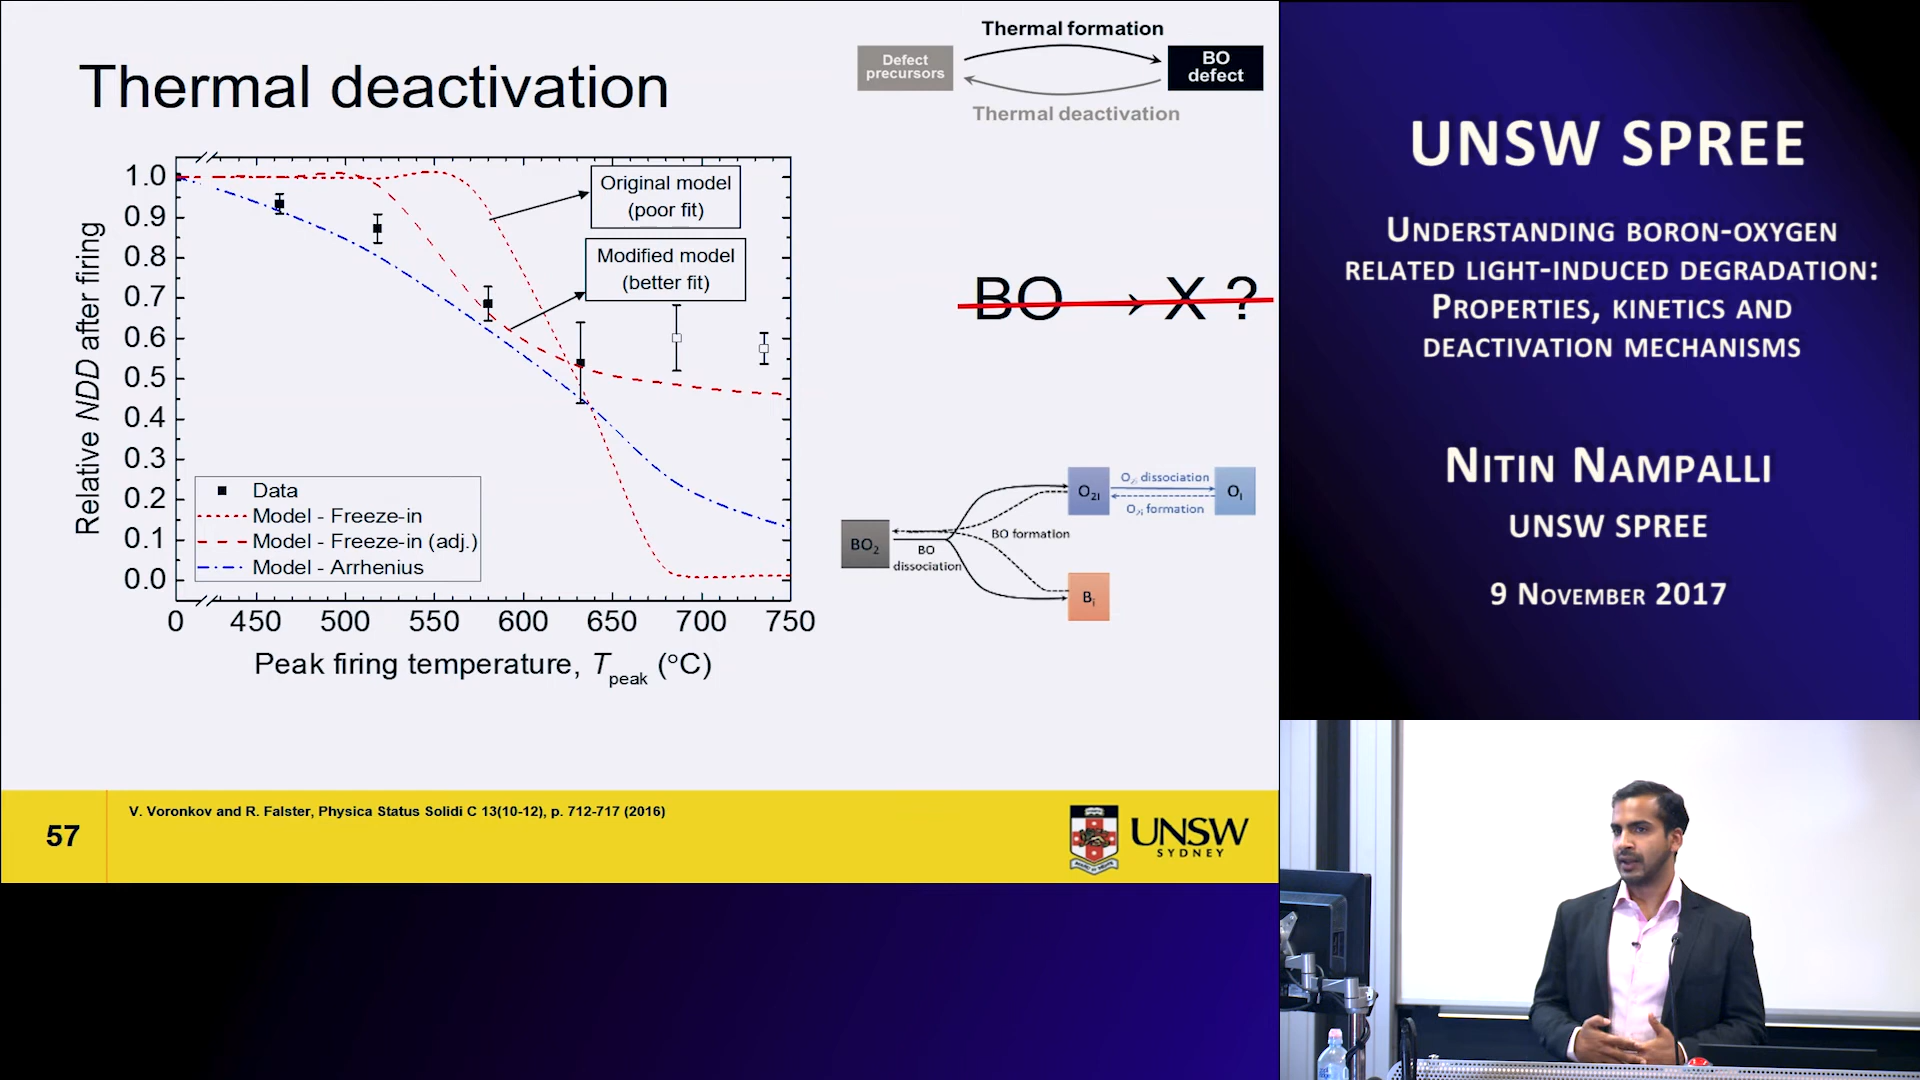 Thermal deactivation
Thermal formation
Defect
precursors
BO
defect
Thermal deactivation
1.0
0.9
0.8
0.7
0.6
0.5
0.4
0.3
0.2
0.1
0.0
Relative NDD after firing
Original model
(poor fit)
Modified model
(better fit)
Data
Model - Freeze-in
Model - Freeze-in (adj.)
Model - Arrhenius
0 450 500 550 600 650 700 750
Peak firing temperature, Tpeak (°C)
BO → X ?
BO2
BO
dissociation
BO formation
O2i
O2i dissociation
O2i formation
Oi
Bi
57
V. Voronkov and R. Falster, Physica Status Solidi C 13(10-12), p. 712-717 (2016)
UNSW
SYDNEY
UNSW SPREE
UNDERSTANDING BORON-OXYGEN
RELATED LIGHT-INDUCED DEGRADATION:
PROPERTIES, KINETICS AND
DEACTIVATION MECHANISMS
NITIN NAMPALLI
UNSW SPREE
9 NOVEMBER 2017